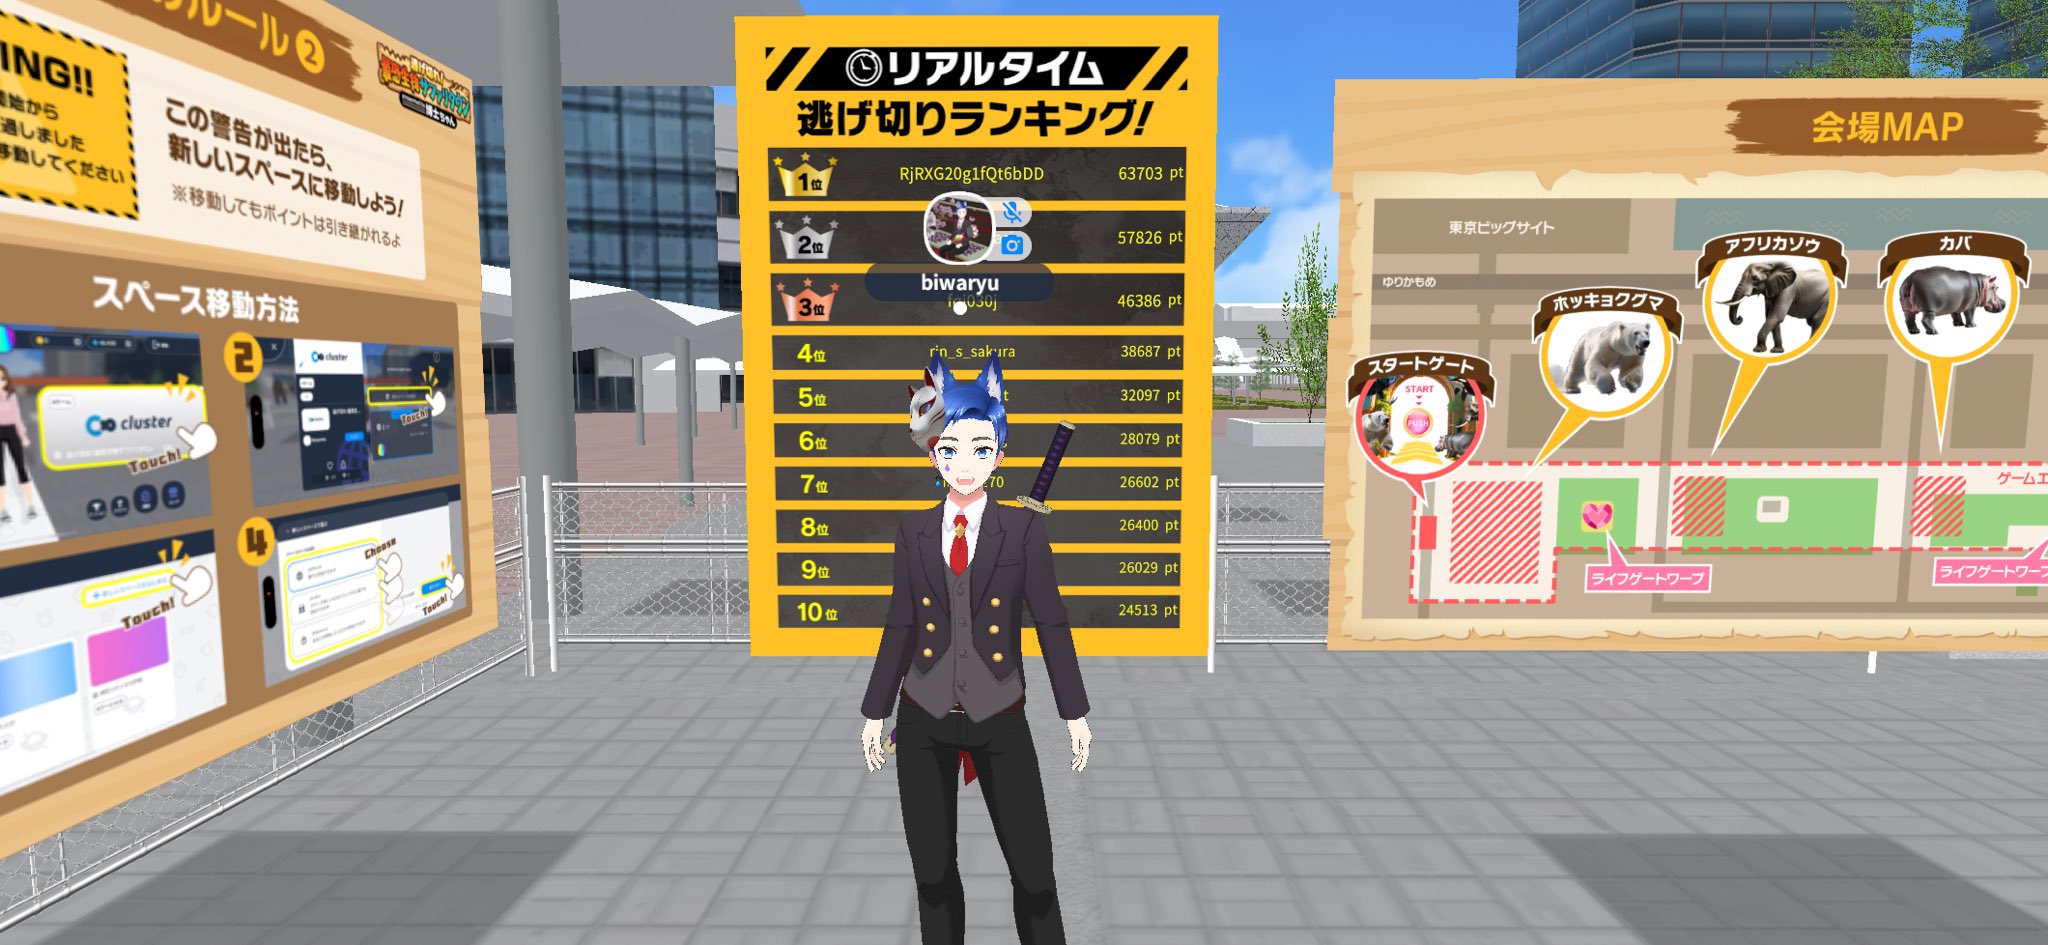 ルール 2
ING!!
開始から
過しました
移動してください
この警告が出たら、
新しいスペースに移動しよう!
※移動してもポイントは引き継がれるよ
スペース移動方法
cluster
Touch!
2
cluster
Touch!
Touch!
4
Choose
Touch!
リアルタイム
逃げ切りランキング!
1位 RjRXG20g1fQt6bDD 63703 pt
2位 57826 pt
biwaryu
3位 46386 pt
4位 rin_s_sakura 38687 pt
5位 32097 pt
6位 28079 pt
7位 26602 pt
8位 26400 pt
9位 26029 pt
10位 24513 pt
会場MAP
東京ビッグサイト
ゆりかもめ
アフリカゾウ
カバ
ホッキョクグマ
スタートゲート
START
PUSH
ゲームエ
ライフゲートワープ
ライフゲートワープ